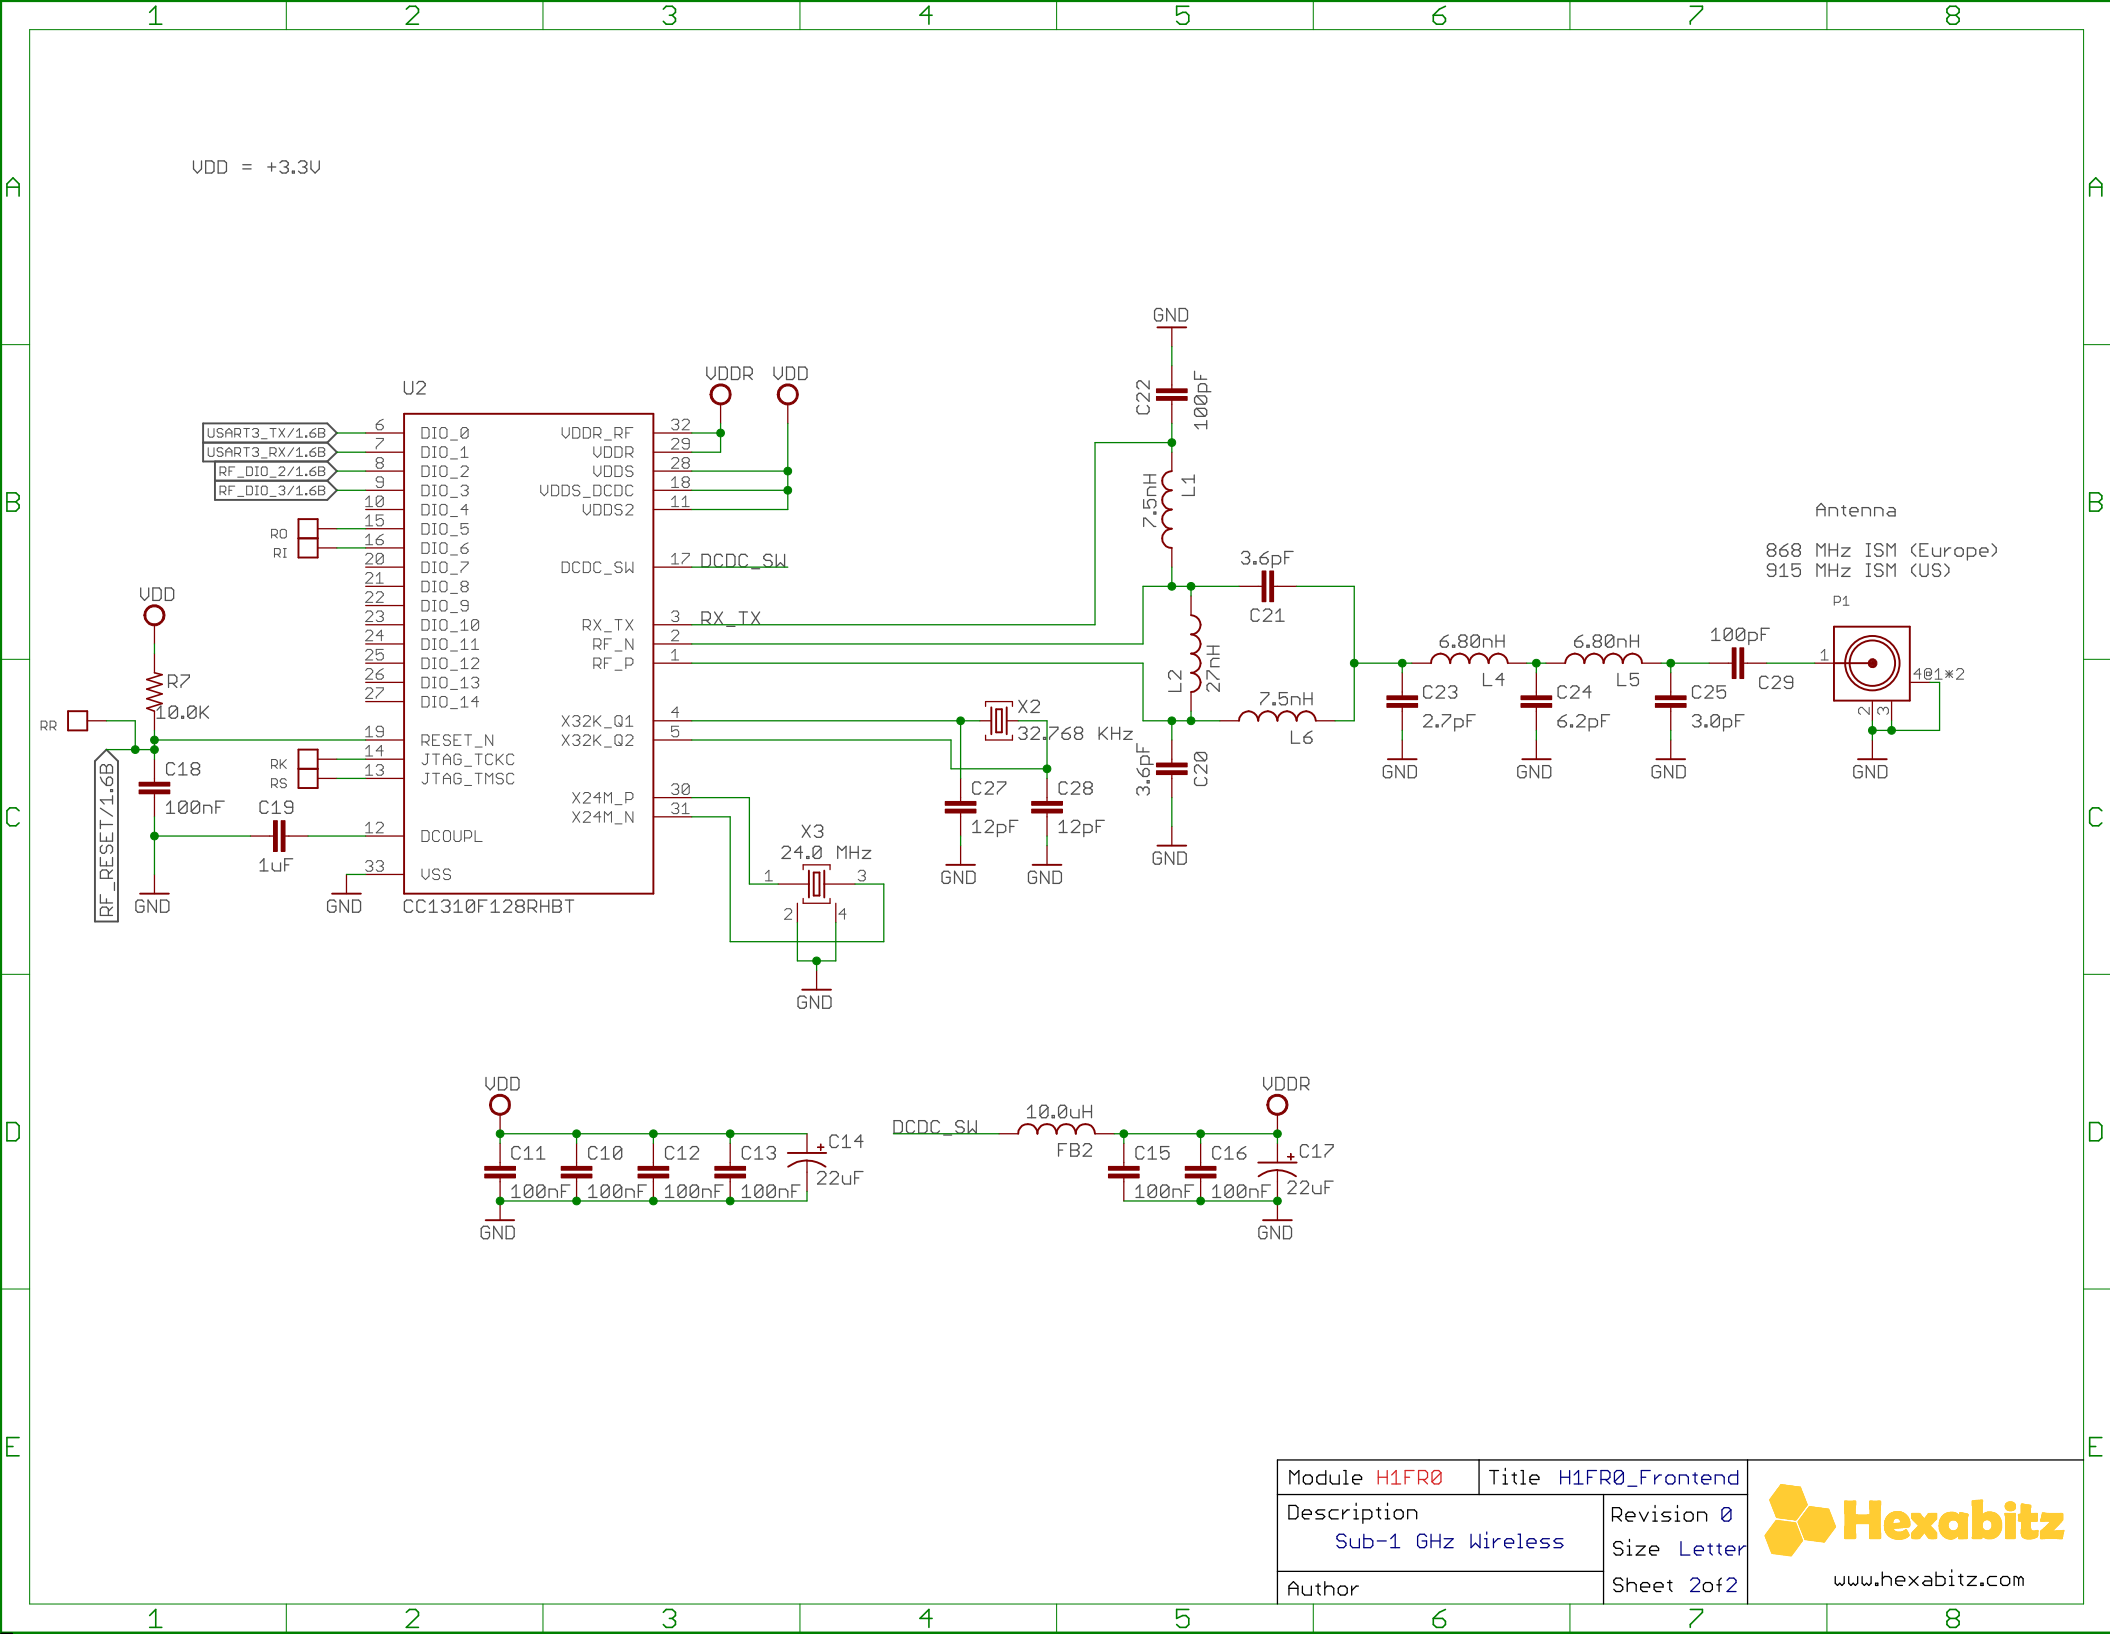 1 2 3 4 5 6 7 8
A A
VDD = +3.3V
GND
C22
100pF
B B
U2
VDDR VDD
USART3_TX/1.6B 6 DIO_0 VDDR_RF 32
USART3_RX/1.6B 7 DIO_1 VDDR 29
RF_DIO_2/1.6B 8 DIO_2 VDDS 28
RF_DIO_3/1.6B 9 DIO_3 VDDS_DCDC 18
10 DIO_4 VDDS2 11
RO 15 DIO_5
RI 16 DIO_6
20 DIO_7 DCDC_SW 17 DCDC_SW
21 DIO_8
22 DIO_9
23 DIO_10 RX_TX 3 RX_TX
24 DIO_11 RF_N 2
25 DIO_12 RF_P 1
26 DIO_13
27 DIO_14
X32K_Q1 4
19 RESET_N X32K_Q2 5
RK 14 JTAG_TCKC
RS 13 JTAG_TMSC
X24M_P 30
X24M_N 31
12 DCOUPL
33 VSS
GND
CC1310F128RHBT
VDD
R7
10.0K
RR
RF_RESET/1.6B
C18
100nF
C19
1uF
GND
X3
24.0 MHz
1 3
2 4
GND
X2
32.768 KHz
C27
12pF
GND
C28
12pF
GND
7.5nH
L1
3.6pF
C21
L2
27nH
7.5nH
L6
3.6pF
C20
GND
6.80nH
L4
6.80nH
L5
100pF
C29
C23
2.7pF
GND
C24
6.2pF
GND
C25
3.0pF
GND
Antenna
868 MHz ISM (Europe)
915 MHz ISM (US)
P1
1
4@1*2
2 3
GND
C C
D D
VDD
C11 C10 C12 C13 + C14
100nF 100nF 100nF 100nF 22uF
GND
DCDC_SW
10.0uH
FB2
VDDR
C15 C16 + C17
100nF 100nF 22uF
GND
E E
Module H1FR0 Title H1FR0_Frontend
Description
Sub-1 GHz Wireless
Revision 0
Size Letter
Author
Sheet 2of2
Hexabitz
www.hexabitz.com
1 2 3 4 5 6 7 8